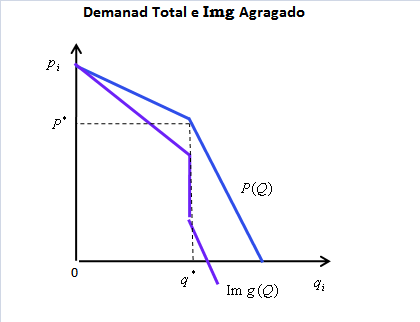 Demanad Total e Img Agragado
p_i
p*
P(Q)
0
q*
Im g(Q)
q_i